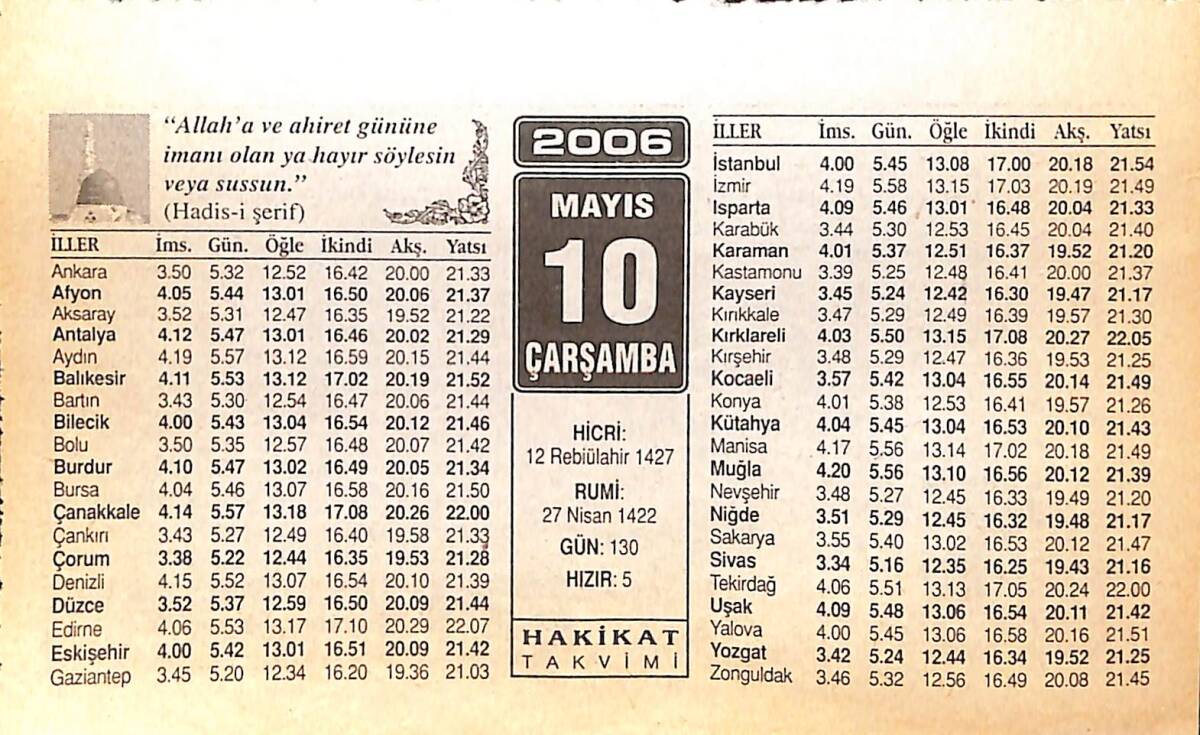 “Allah’a ve ahiret gününe
imanı olan ya hayır söylesin
veya sussun.”
(Hadis-i şerif)
İLLER İms. Gün. Öğle İkindi Akş. Yatsı
Ankara 3.50 5.32 12.52 16.42 20.00 21.33
Afyon 4.05 5.44 13.01 16.50 20.06 21.37
Aksaray 3.52 5.31 12.47 16.35 19.52 21.22
Antalya 4.12 5.47 13.01 16.46 20.02 21.29
Aydın 4.19 5.57 13.12 16.59 20.15 21.44
Balıkesir 4.11 5.53 13.12 17.02 20.19 21.52
Bartın 3.43 5.30 12.54 16.47 20.06 21.44
Bilecik 4.00 5.43 13.04 16.54 20.12 21.46
Bolu 3.50 5.35 12.57 16.48 20.07 21.42
Burdur 4.10 5.47 13.02 16.49 20.05 21.34
Bursa 4.04 5.46 13.07 16.58 20.16 21.50
Çanakkale 4.14 5.57 13.18 17.08 20.26 22.00
Çankırı 3.43 5.27 12.49 16.40 19.58 21.33
Çorum 3.38 5.22 12.44 16.35 19.53 21.28
Denizli 4.15 5.52 13.07 16.54 20.10 21.39
Düzce 3.52 5.37 12.59 16.50 20.09 21.44
Edirne 4.06 5.53 13.17 17.10 20.29 22.07
Eskişehir 4.00 5.42 13.01 16.51 20.09 21.42
Gaziantep 3.45 5.20 12.34 16.20 19.36 21.03
2006
MAYIS
10
ÇARŞAMBA
HİCRİ:
12 Rebiülahir 1427
RUMİ:
27 Nisan 1422
GÜN: 130
HIZIR: 5
HAKİKAT
TAKVİMİ
İLLER İms. Gün. Öğle İkindi Akş. Yatsı
İstanbul 4.00 5.45 13.08 17.00 20.18 21.54
İzmir 4.19 5.58 13.15 17.03 20.19 21.49
Isparta 4.09 5.46 13.01 16.48 20.04 21.33
Karabük 3.44 5.30 12.53 16.45 20.04 21.40
Karaman 4.01 5.37 12.51 16.37 19.52 21.20
Kastamonu 3.39 5.25 12.48 16.41 20.00 21.37
Kayseri 3.45 5.24 12.42 16.30 19.47 21.17
Kırıkkale 3.47 5.29 12.49 16.39 19.57 21.30
Kırklareli 4.03 5.50 13.15 17.08 20.27 22.05
Kırşehir 3.48 5.29 12.47 16.36 19.53 21.25
Kocaeli 3.57 5.42 13.04 16.55 20.14 21.49
Konya 4.01 5.38 12.53 16.41 19.57 21.26
Kütahya 4.04 5.45 13.04 16.53 20.10 21.43
Manisa 4.17 5.56 13.14 17.02 20.18 21.49
Muğla 4.20 5.56 13.10 16.56 20.12 21.39
Nevşehir 3.48 5.27 12.45 16.33 19.49 21.20
Niğde 3.51 5.29 12.45 16.32 19.48 21.17
Sakarya 3.55 5.40 13.02 16.53 20.12 21.47
Sivas 3.34 5.16 12.35 16.25 19.43 21.16
Tekirdağ 4.06 5.51 13.13 17.05 20.24 22.00
Uşak 4.09 5.48 13.06 16.54 20.11 21.42
Yalova 4.00 5.45 13.06 16.58 20.16 21.51
Yozgat 3.42 5.24 12.44 16.34 19.52 21.25
Zonguldak 3.46 5.32 12.56 16.49 20.08 21.45